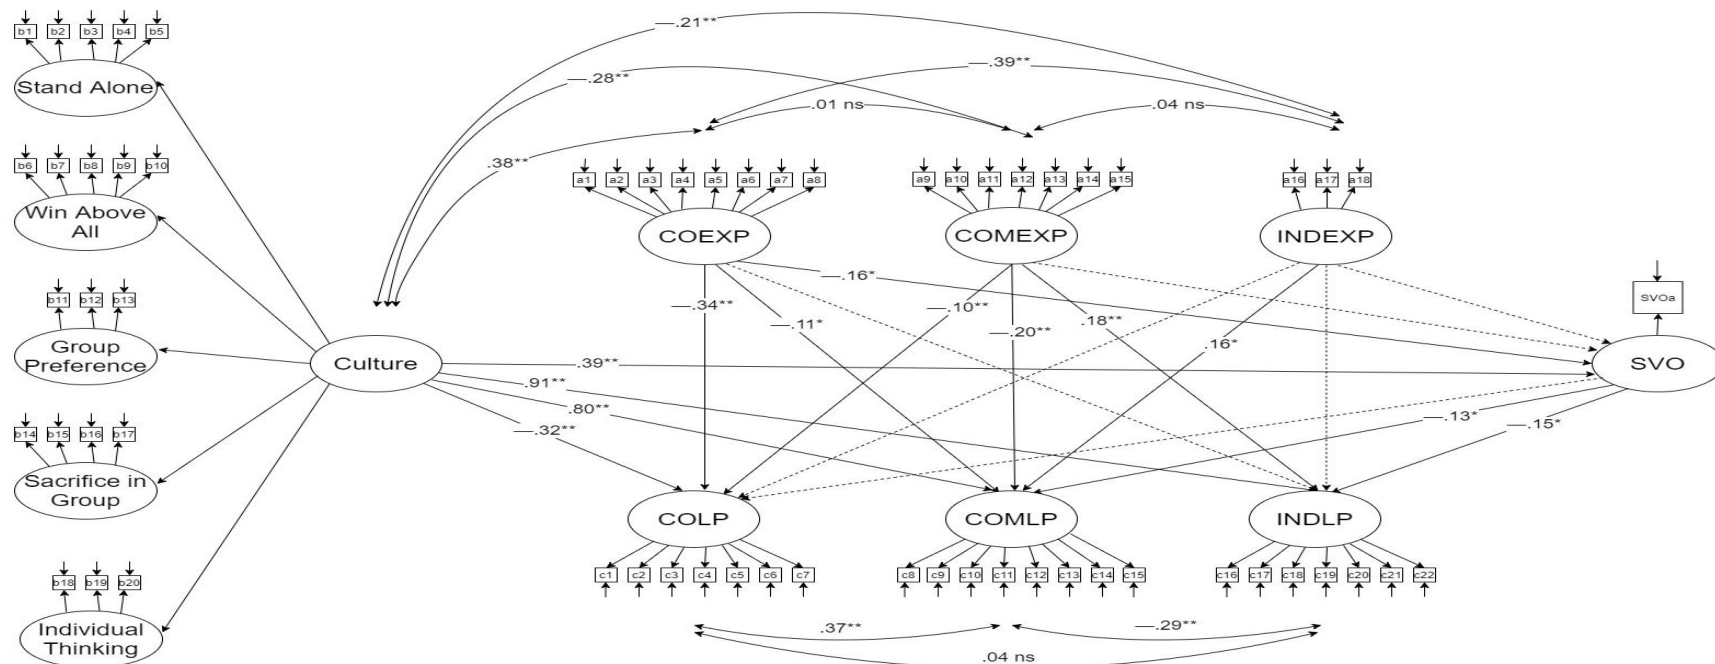 b1 b2 b3 b4 b5
Stand Alone
b6 b7 b8 b9 b10
Win Above
All
b11 b12 b13
Group
Preference
b14 b15 b16 b17
Sacrifice in
Group
b18 b19 b20
Individual
Thinking
Culture
—.21**
—.28**
—.39**
.01 ns
.04 ns
.38**
a1 a2 a3 a4 a5 a6 a7 a8
COEXP
a9 a10 a11 a12 a13 a14 a15
COMEXP
a16 a17 a18
INDEXP
—.16*
—.34**
—.11*
—.10**
—.20**
.18**
.16*
.39**
.91**
.80**
—.32**
—.13*
—.15*
SVOa
SVO
COLP
c1 c2 c3 c4 c5 c6 c7
COMLP
c8 c9 c10 c11 c12 c13 c14 c15
INDLP
c16 c17 c18 c19 c20 c21 c22
.37**
—.29**
.04 ns